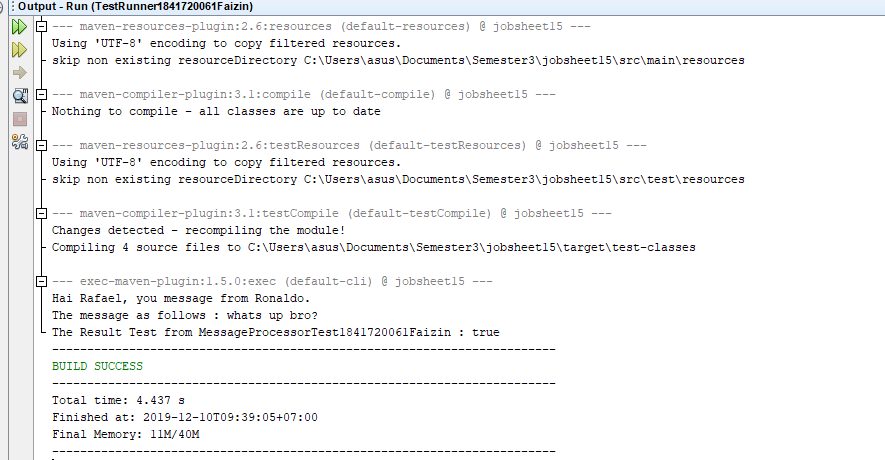 Output - Run (TestRunner1841720061Faizin)
--- maven-resources-plugin:2.6:resources (default-resources) @ jobsheet15 ---
Using 'UTF-8' encoding to copy filtered resources.
skip non existing resourceDirectory C:\Users\asus\Documents\Semester3\jobsheet15\src\main\resources
--- maven-compiler-plugin:3.1:compile (default-compile) @ jobsheet15 ---
Nothing to compile - all classes are up to date
--- maven-resources-plugin:2.6:testResources (default-testResources) @ jobsheet15 ---
Using 'UTF-8' encoding to copy filtered resources.
skip non existing resourceDirectory C:\Users\asus\Documents\Semester3\jobsheet15\src\test\resources
--- maven-compiler-plugin:3.1:testCompile (default-testCompile) @ jobsheet15 ---
Changes detected - recompiling the module!
Compiling 4 source files to C:\Users\asus\Documents\Semester3\jobsheet15\target\test-classes
--- exec-maven-plugin:1.5.0:exec (default-cli) @ jobsheet15 ---
Hai Rafael, you message from Ronaldo.
The message as follows : whats up bro?
The Result Test from MessageProcessorTest1841720061Faizin : true
------------------------------------------------------------------------
BUILD SUCCESS
------------------------------------------------------------------------
Total time: 4.437 s
Finished at: 2019-12-10T09:39:05+07:00
Final Memory: 11M/40M
------------------------------------------------------------------------